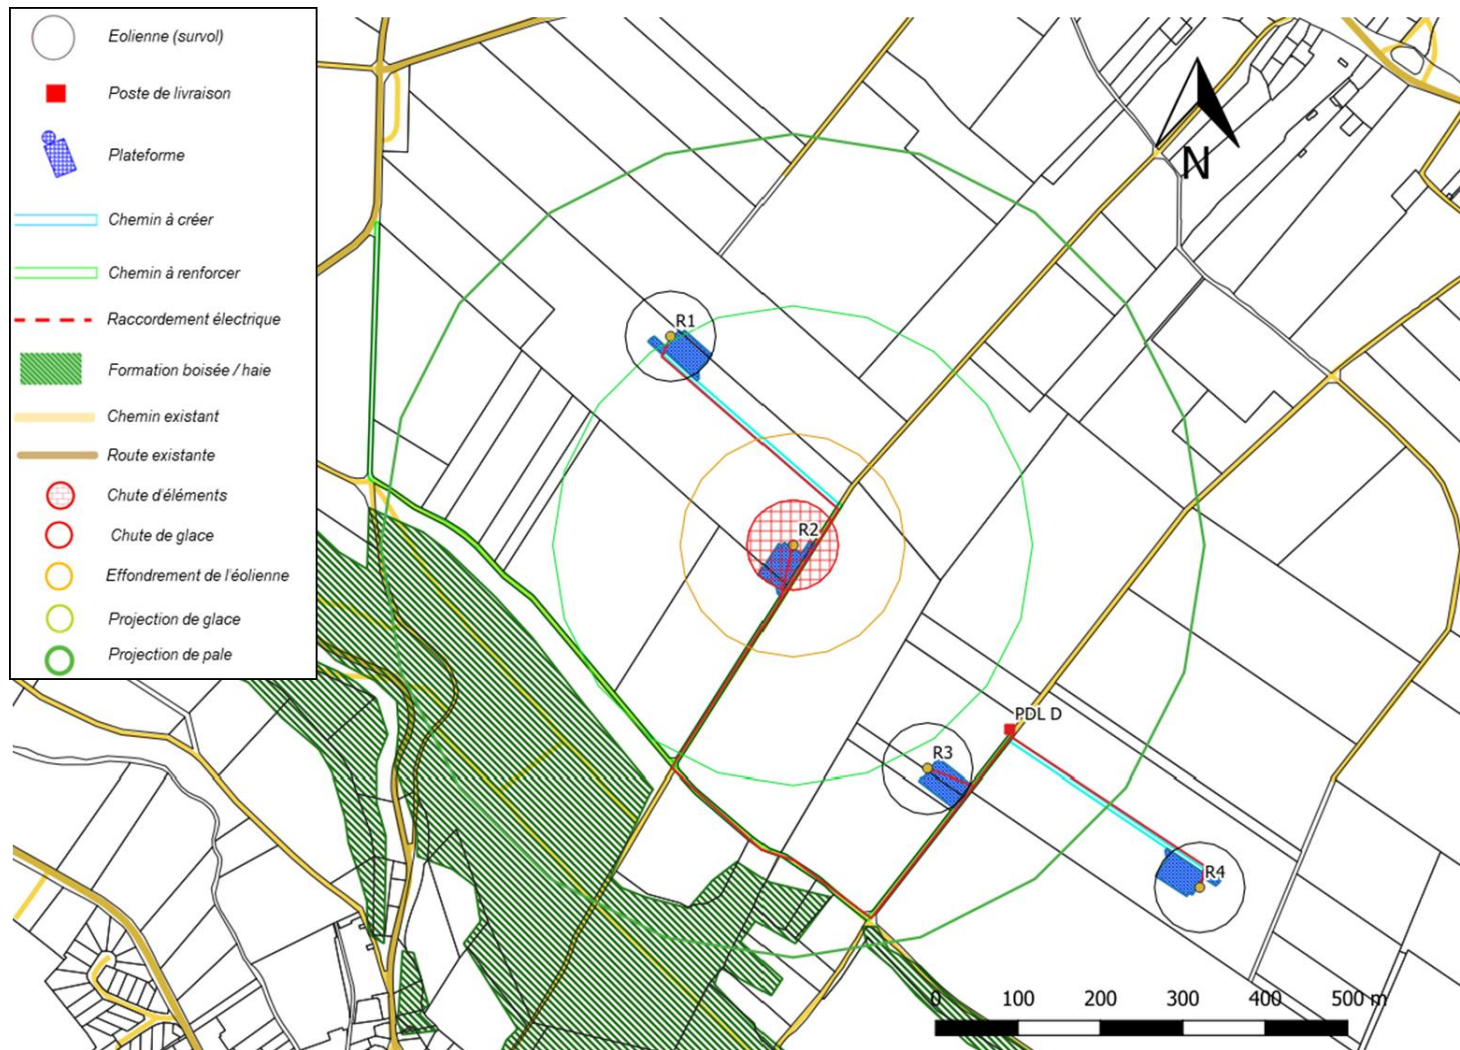 Eolienne (survol)
Poste de livraison
Plateforme
Chemin à créer
Chemin à renforcer
Raccordement électrique
Formation boisée / haie
Chemin existant
Route existante
Chute d'éléments
Chute de glace
Effondrement de l'éolienne
Projection de glace
Projection de pale
N
R1
R2
PDL D
R3
R4
0 100 200 300 400 500 m